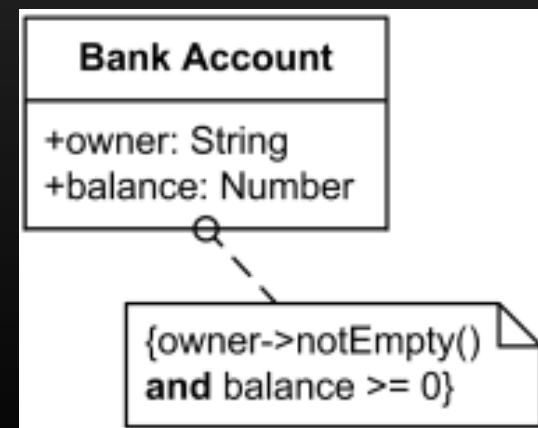 Bank Account
+owner: String
+balance: Number
{owner->notEmpty()
and balance >= 0}